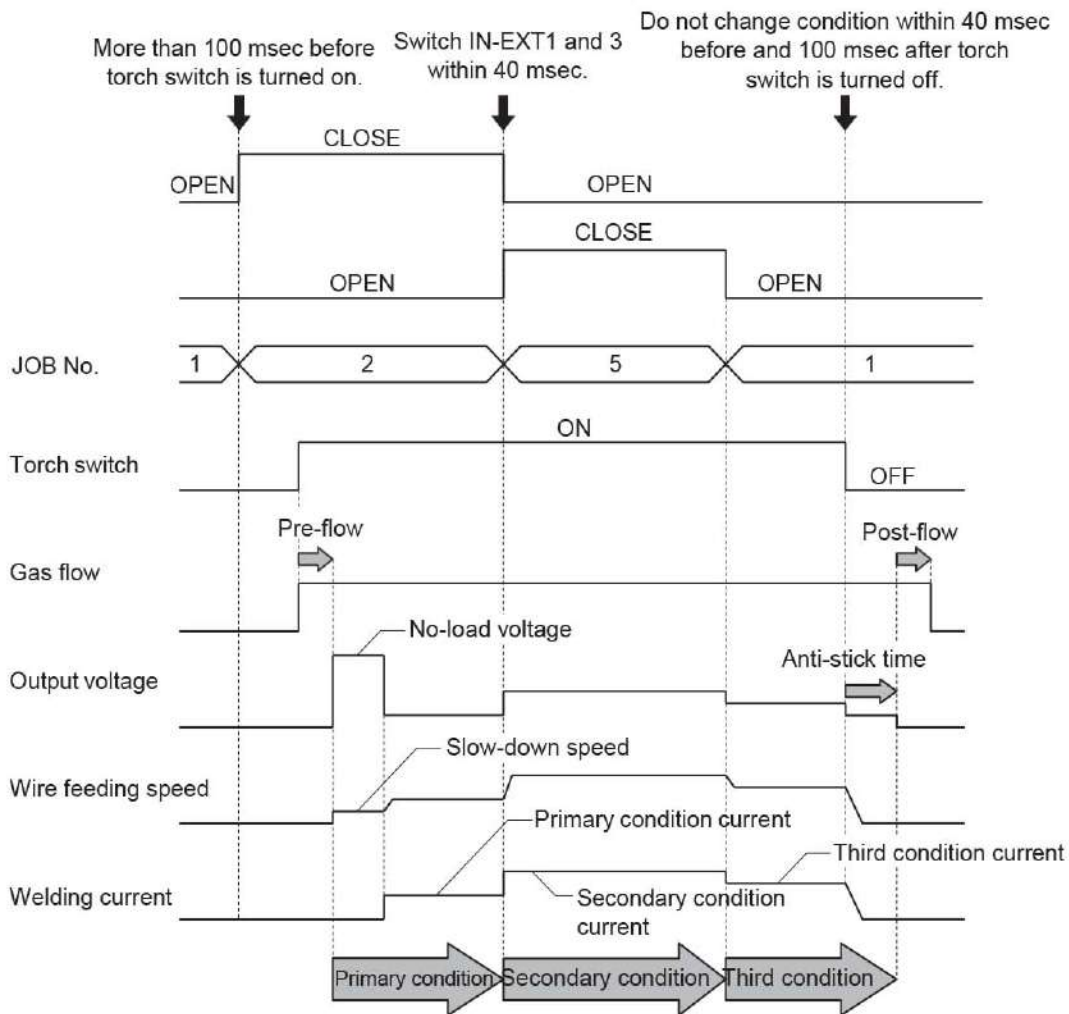 More than 100 msec before
torch switch is turned on.
Switch IN-EXT1 and 3
within 40 msec.
Do not change condition within 40 msec
before and 100 msec after torch
switch is turned off.
CLOSE
OPEN
OPEN
CLOSE
OPEN
OPEN
JOB No.
1
2
5
1
ON
Torch switch
OFF
Pre-flow
Post-flow
Gas flow
No-load voltage
Anti-stick time
Output voltage
Slow-down speed
Wire feeding speed
Primary condition current
Third condition current
Welding current
Secondary condition
current
Primary condition
Secondary condition
Third condition